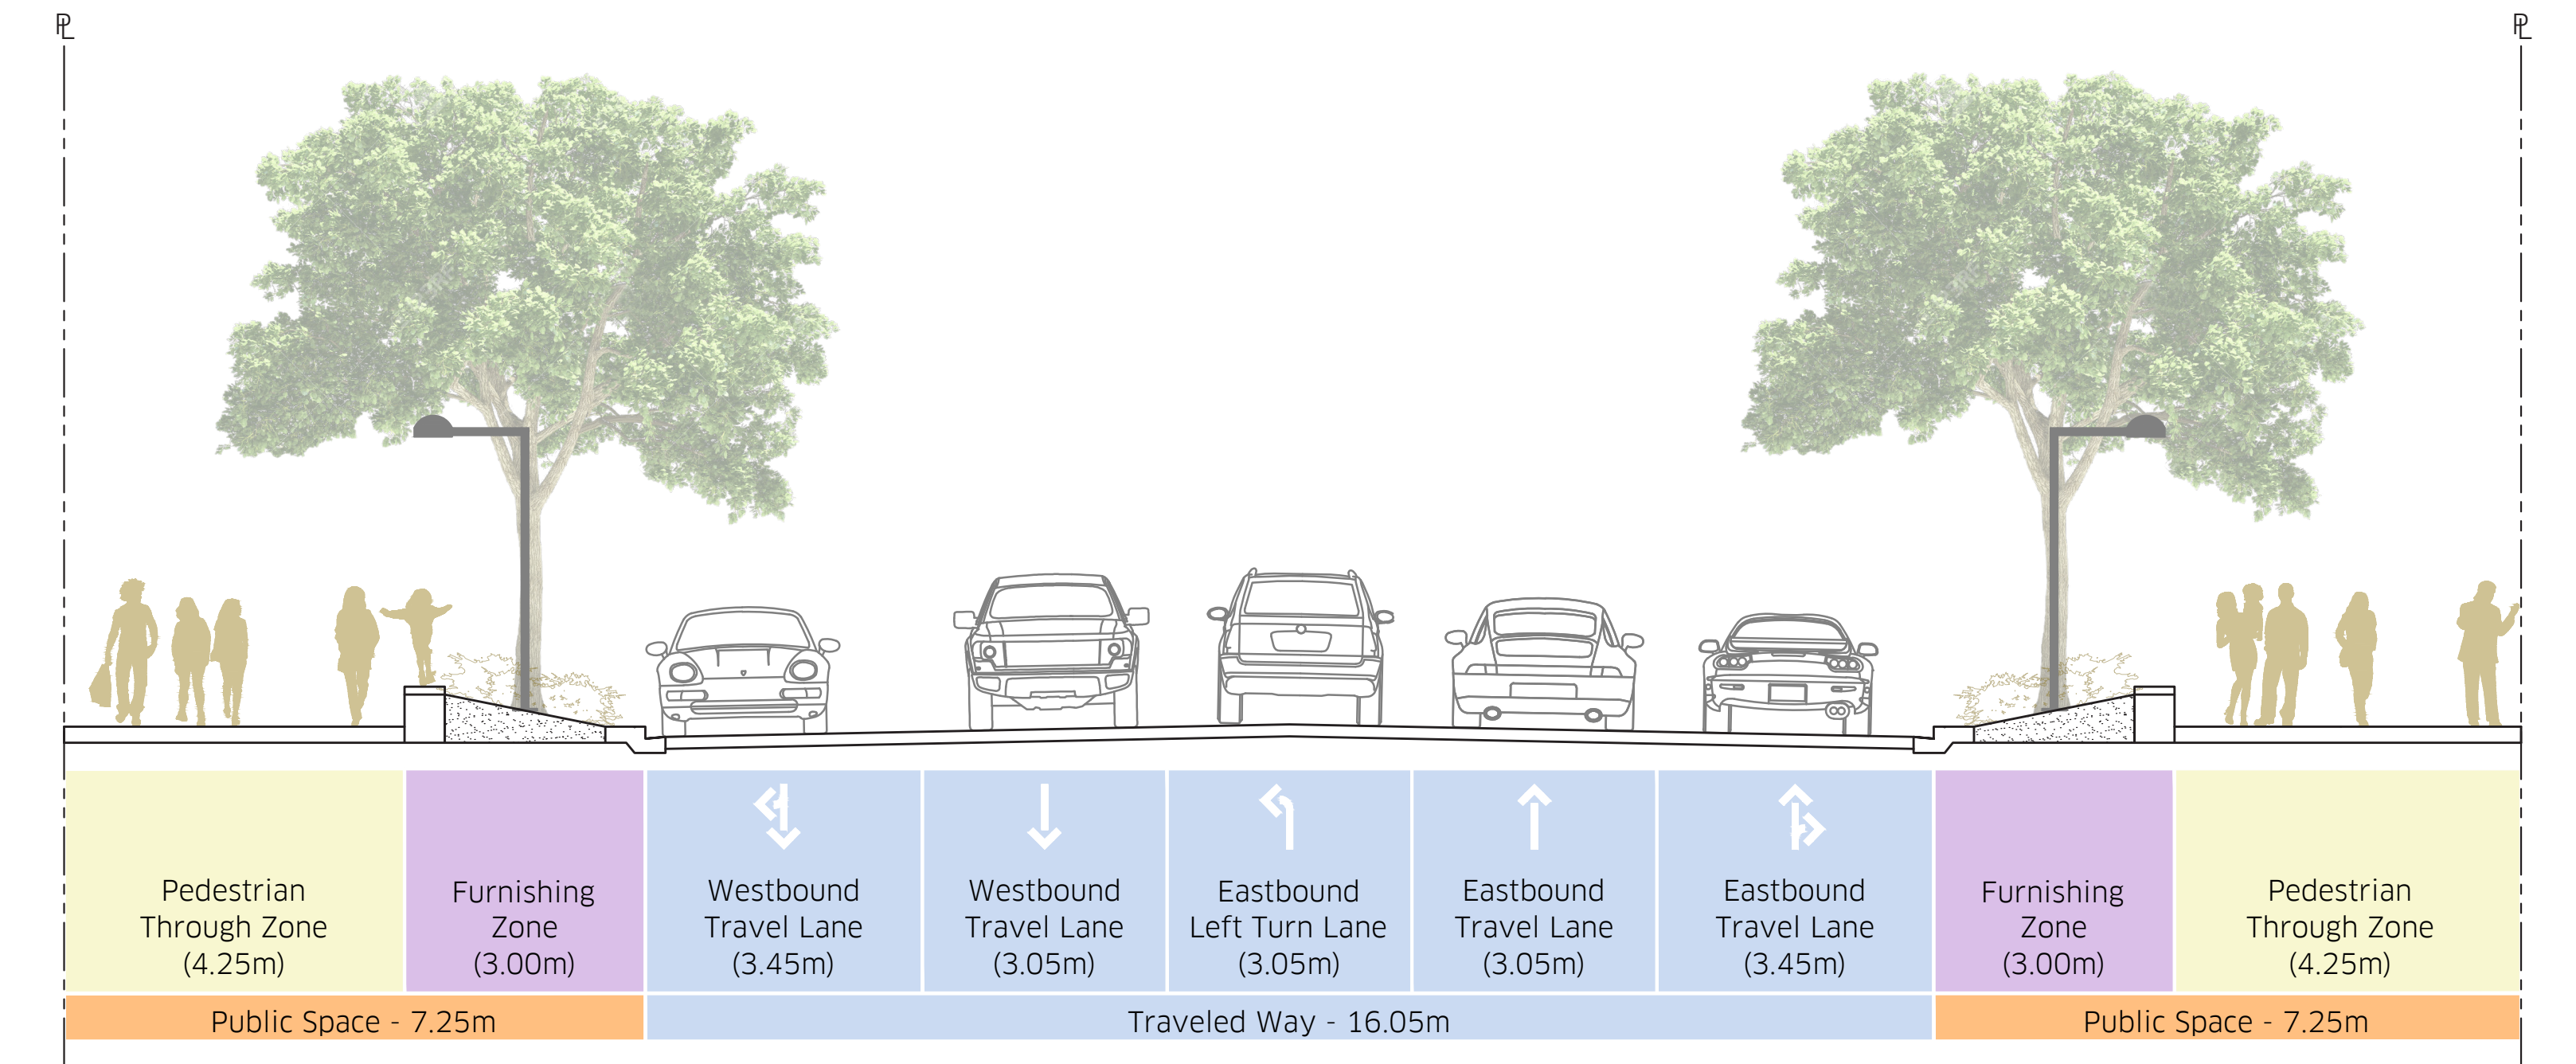 PL
PL
Pedestrian
Through Zone
(4.25m)
Furnishing
Zone
(3.00m)
Westbound
Travel Lane
(3.45m)
Westbound
Travel Lane
(3.05m)
Eastbound
Left Turn Lane
(3.05m)
Eastbound
Travel Lane
(3.05m)
Eastbound
Travel Lane
(3.45m)
Furnishing
Zone
(3.00m)
Pedestrian
Through Zone
(4.25m)
Public Space - 7.25m
Traveled Way - 16.05m
Public Space - 7.25m